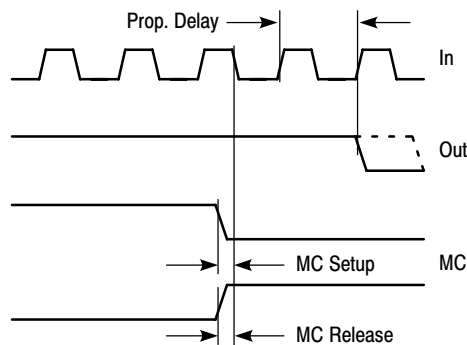 Prop. Delay
In
Out
MC Setup
MC
MC Release